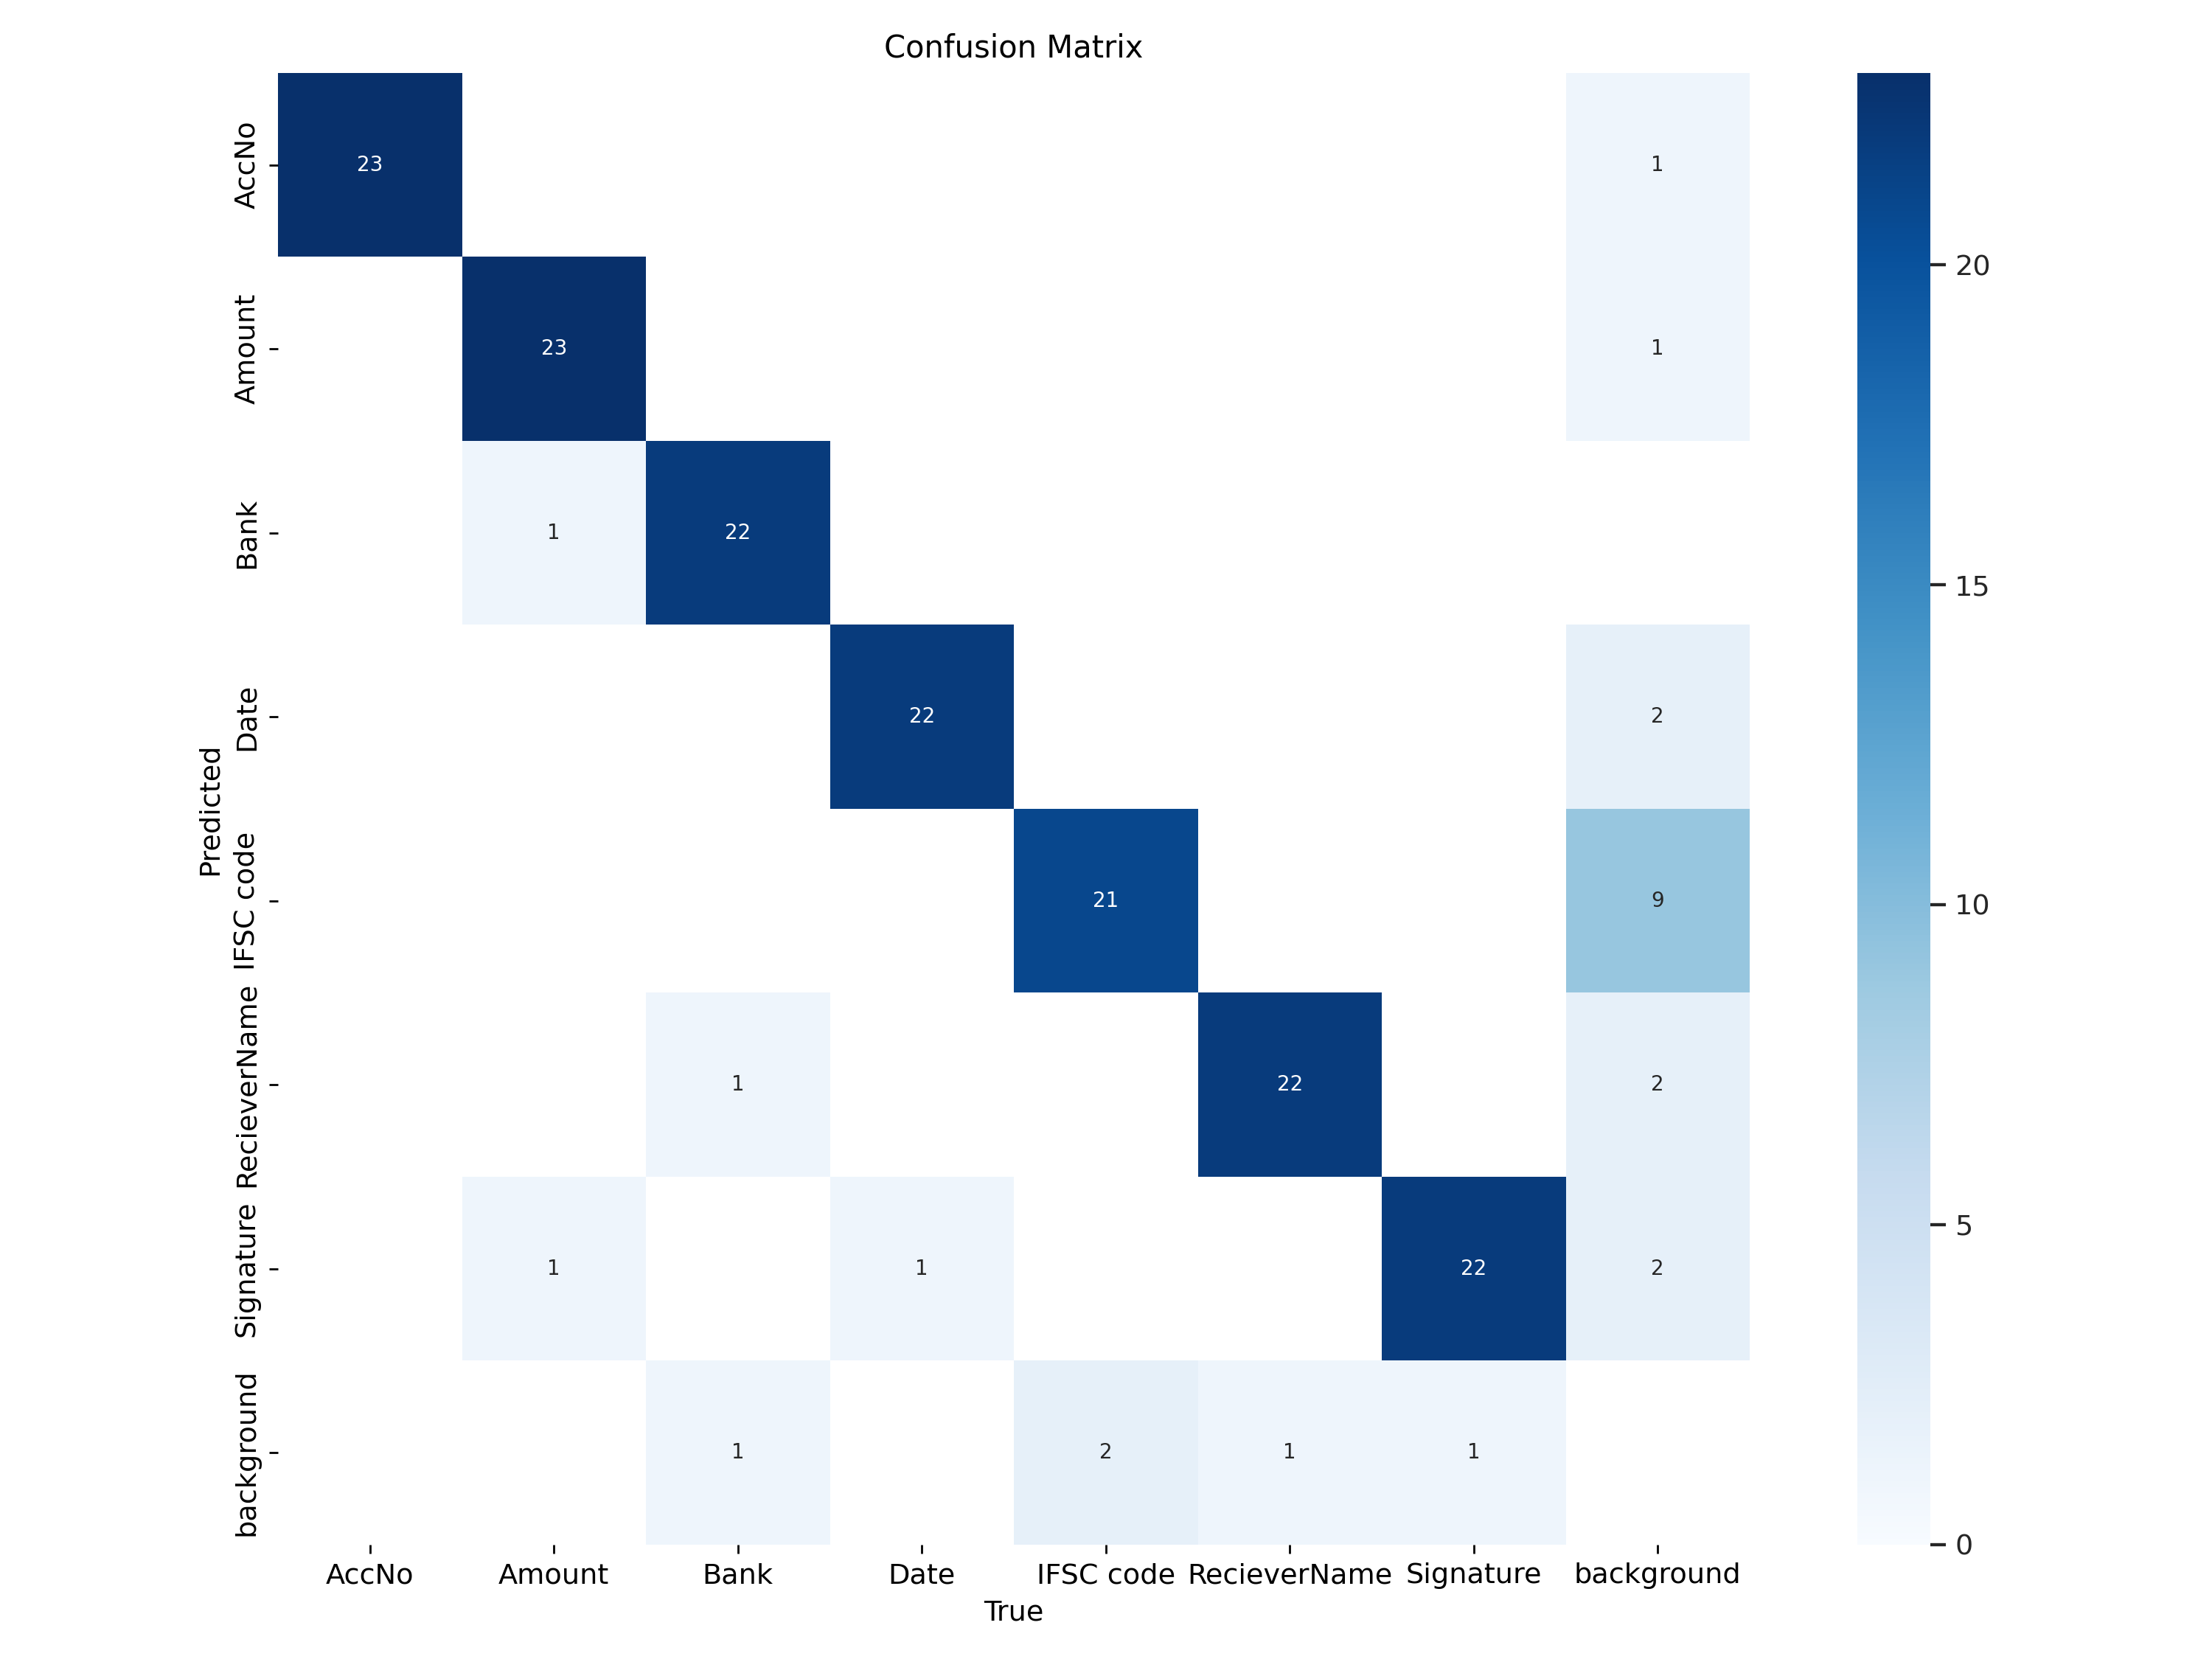 Confusion Matrix
AccNo
23
1
Amount
23
1
20
Bank
1
22
15
Date
22
2
Predicted
IFSC code
21
9
10
RecieverName
1
22
2
Signature
1
1
22
2
5
background
1
2
1
1
0
AccNo Amount Bank Date IFSC code RecieverName Signature background
True